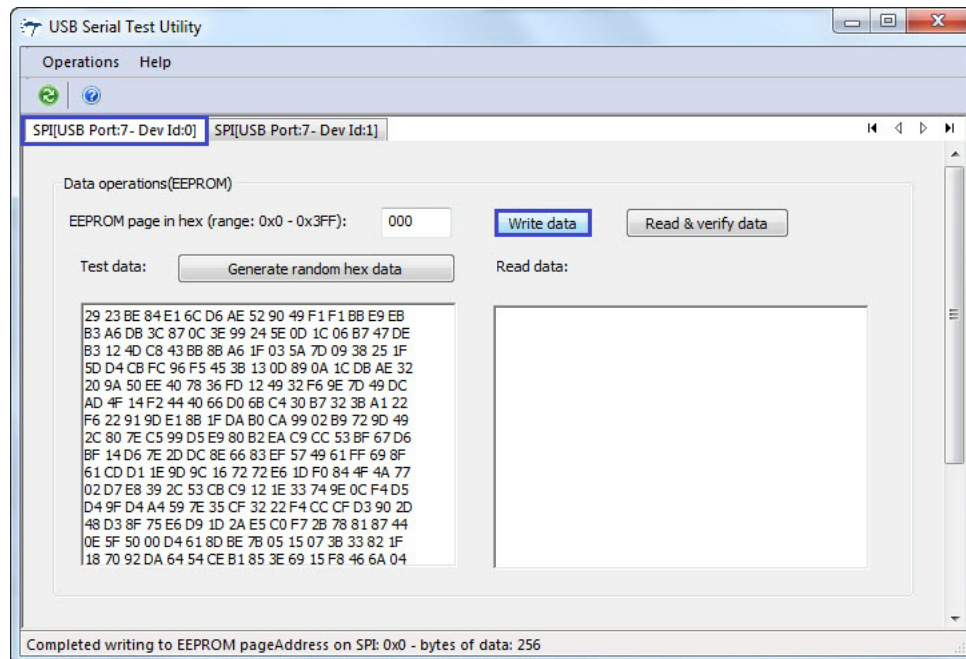 USB Serial Test Utility
Operations Help
SPI[USB Port:7- Dev Id:0] SPI[USB Port:7- Dev Id:1]
Data operations(EEPROM)
EEPROM page in hex (range: 0x0 - 0x3FF): 000 Write data Read & verify data
Test data: Generate random hex data Read data:
29 23 BE 84 E1 6C D6 AE 52 90 49 F1 F1 BB E9 EB
B3 A6 DB 3C 87 0C 3E 99 24 5E 0D 1C 06 B7 47 DE
B3 12 4D C8 43 BB 8B A6 1F 03 5A 7D 09 38 25 1F
5D D4 CB FC 96 F5 45 3B 13 0D 89 0A 1C DB AE 32
20 9A 50 EE 40 78 36 FD 12 49 32 F6 9E 7D 49 DC
AD 4F 14 F2 44 40 66 D0 6B C4 30 B7 32 3B A1 22
F6 22 91 9D E1 8B 1F DA B0 CA 99 02 B9 72 9D 49
2C 80 7E C5 99 D5 E9 80 B2 EA C9 CC 53 BF 67 D6
BF 14 D6 7E 2D DC 8E 66 83 EF 57 49 61 FF 69 8F
61 CD D1 1E 9D 9C 16 72 72 E6 1D F0 84 4F 4A 77
02 D7 E8 39 2C 53 CB C9 12 1E 33 74 9E 0C F4 D5
D4 9F D4 A4 59 7E 35 CF 32 22 F4 CC CF D3 90 2D
48 D3 8F 75 E6 D9 1D 2A E5 C0 F7 2B 78 81 87 44
0E 5F 50 00 D4 61 8D BE 7B 05 15 07 3B 33 82 1F
18 70 92 DA 64 54 CE B1 85 3E 69 15 F8 46 6A 04
Completed writing to EEPROM pageAddress on SPI: 0x0 - bytes of data: 256